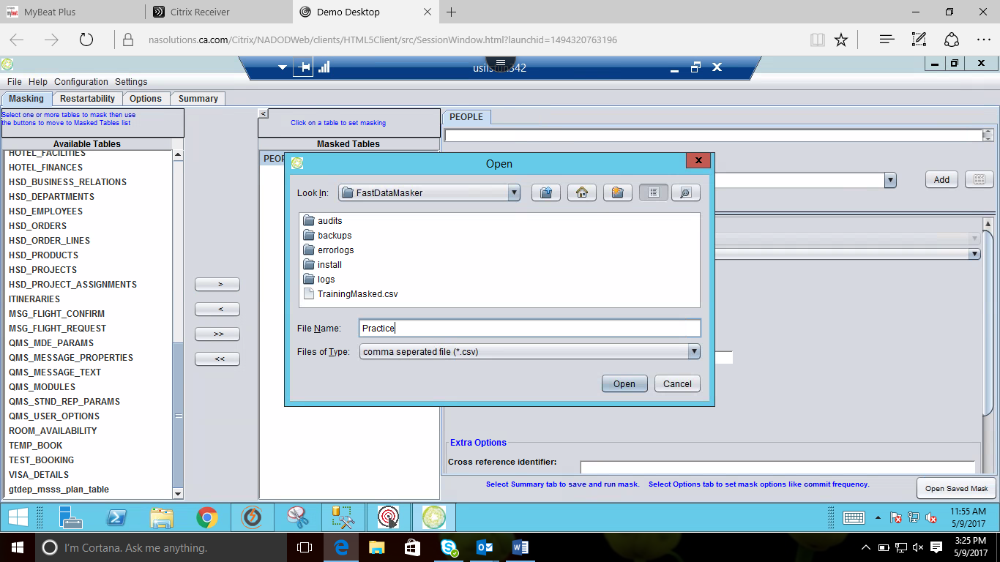 MyBeat Plus
Citrix Receiver
Demo Desktop
nasolutions.ca.com/Citrix/NADODWeb/clients/HTML5Client/src/SessionWindow.html?launchid=1494320763196
File Help Configuration Settings
Masking Restartability Options Summary
Select one or more tables to mask then use
the buttons to move to Masked Tables list
Available Tables
HOTEL_FACILITIES
HOTEL_FINANCES
HSD_BUSINESS_RELATIONS
HSD_DEPARTMENTS
HSD_EMPLOYEES
HSD_ORDERS
HSD_ORDER_LINES
HSD_PRODUCTS
HSD_PROJECTS
HSD_PROJECT_ASSIGNMENTS
ITINERARIES
MSG_FLIGHT_CONFIRM
MSG_FLIGHT_REQUEST
QMS_MDE_PARAMS
QMS_MESSAGE_PROPERTIES
QMS_MESSAGE_TEXT
QMS_MODULES
QMS_STND_REP_PARAMS
QMS_USER_OPTIONS
ROOM_AVAILABILITY
TEMP_BOOK
TEST_BOOKING
VISA_DETAILS
gtdep_msss_plan_table
>
<
>>
<<
<
Click on a table to set masking
Masked Tables
PEOPLE
Add
Open
X
Look In: FastDataMasker
audits
backups
errorlogs
install
logs
TrainingMasked.csv
File Name: Practice
Files of Type: comma seperated file (*.csv)
Open Cancel
Extra Options
Cross reference identifier:
Select Summary tab to save and run mask. Select Options tab to set mask options like commit frequency.
Open Saved Mask
11:55 AM
5/9/2017
I'm Cortana. Ask me anything.
3:25 PM
5/9/2017